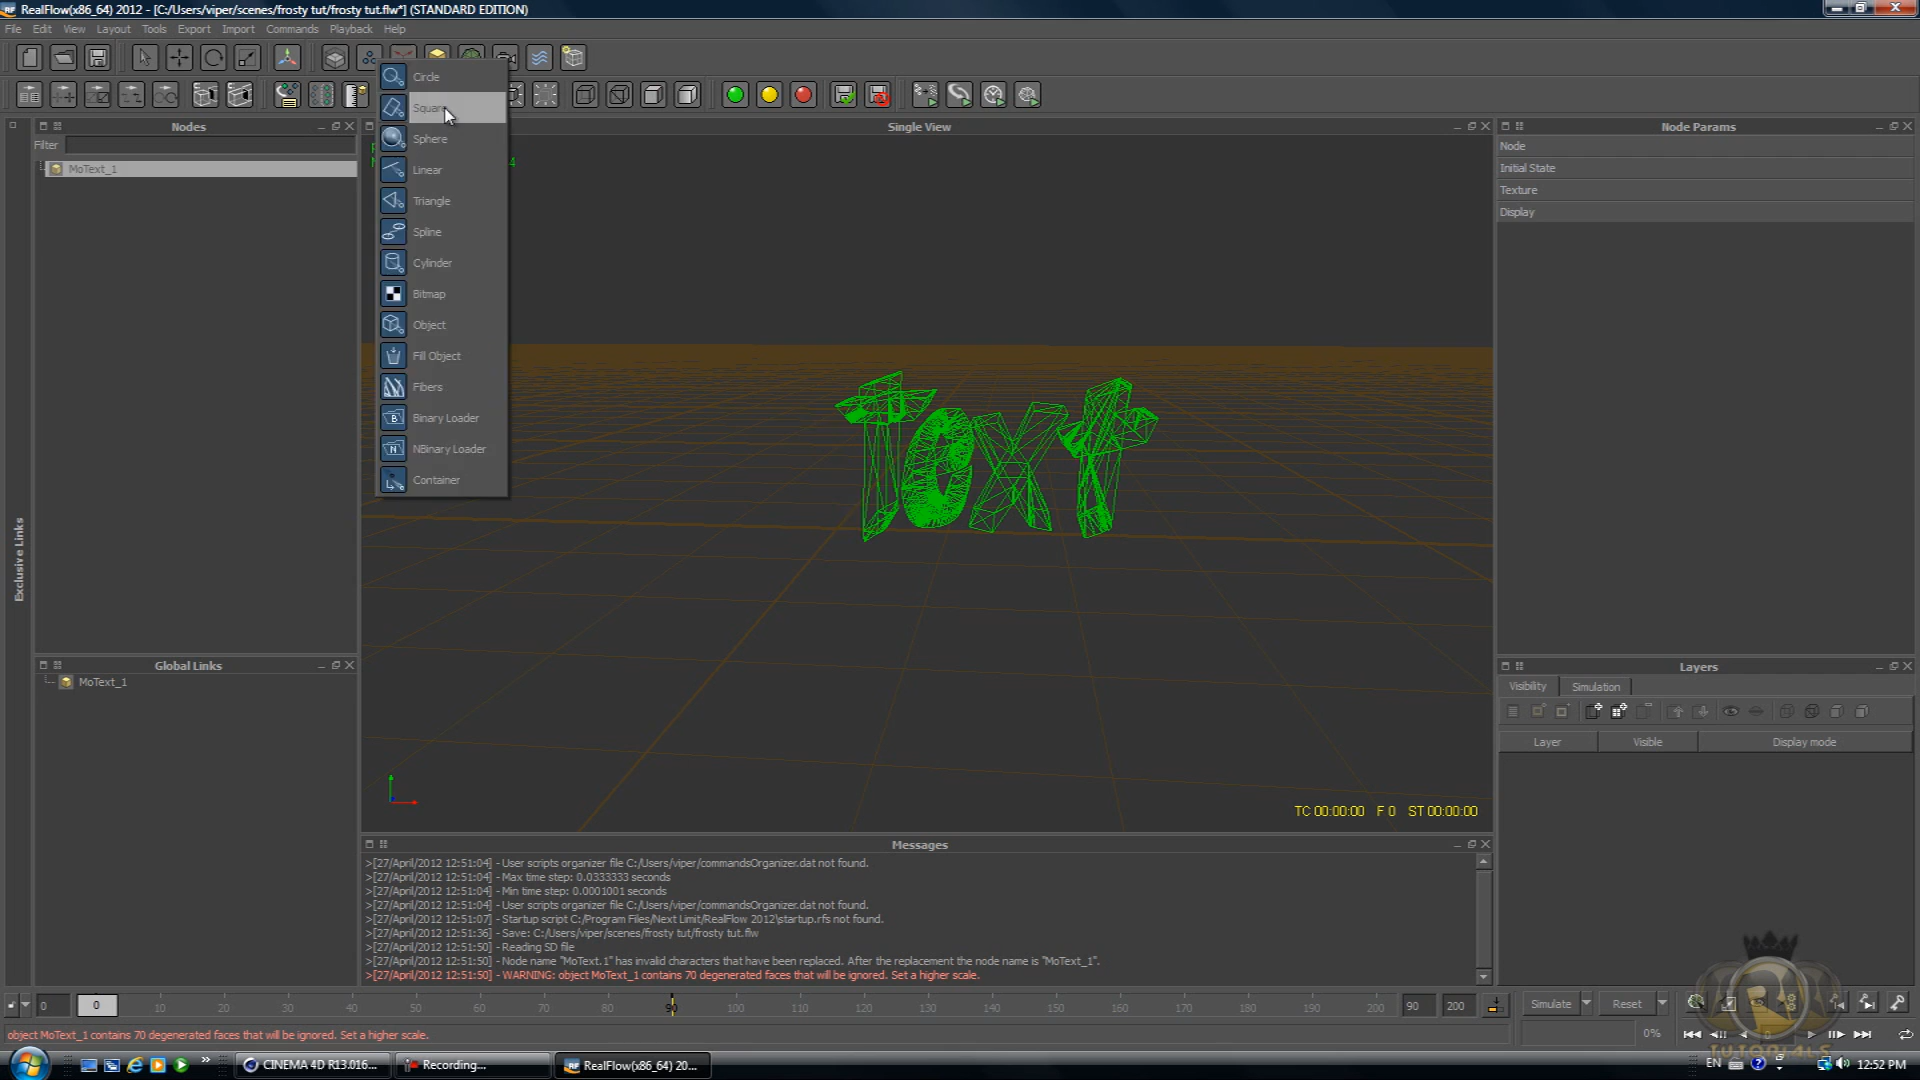 RealFlow(x86_64) 2012 - [C:/Users/viper/scenes/frosty tut/frosty tut.flw*] (STANDARD EDITION)
File Edit View Layout Tools Export Import Commands Playback Help
Circle
Square
Sphere
Linear
Triangle
Spline
Cylinder
Bitmap
Object
Fill Object
Fibers
Binary Loader
NBinary Loader
Container
Nodes
Filter
MoText_1
Exclusive Links
Global Links
MoText_1
Single View
Text
TC 00:00:00 F 0 ST 00:00:00
Messages
>[27/April/2012 12:51:04] - User scripts organizer file C:/Users/viper/commandsOrganizer.dat not found.
>[27/April/2012 12:51:04] - Max time step: 0.0333333 seconds
>[27/April/2012 12:51:04] - Min time step: 0.0001001 seconds
>[27/April/2012 12:51:04] - User scripts organizer file C:/Users/viper/commandsOrganizer.dat not found.
>[27/April/2012 12:51:07] - Startup script C:/Program Files/Next Limit/RealFlow 2012\startup.rfs not found.
>[27/April/2012 12:51:36] - Save: C:/Users/viper/scenes/frosty tut/frosty tut.flw
>[27/April/2012 12:51:50] - Reading SD file
>[27/April/2012 12:51:50] - Node name "MoText.1" has invalid characters that have been replaced. After the replacement the node name is "MoText_1".
>[27/April/2012 12:51:50] - WARNING: object MoText_1 contains 70 degenerated faces that will be ignored. Set a higher scale.
Node Params
Node
Initial State
Texture
Display
Layers
Visibility Simulation
Layer Visible Display mode
0 0 10 20 30 40 50 60 70 80 90 100 110 120 130 140 150 160 170 180 190 200 90 200
Simulate Reset
0%
object MoText_1 contains 70 degenerated faces that will be ignored. Set a higher scale.
TUTORIALS
CINEMA 4D R13.016... Recording... RealFlow(x86_64) 20...
EN 12:52 PM